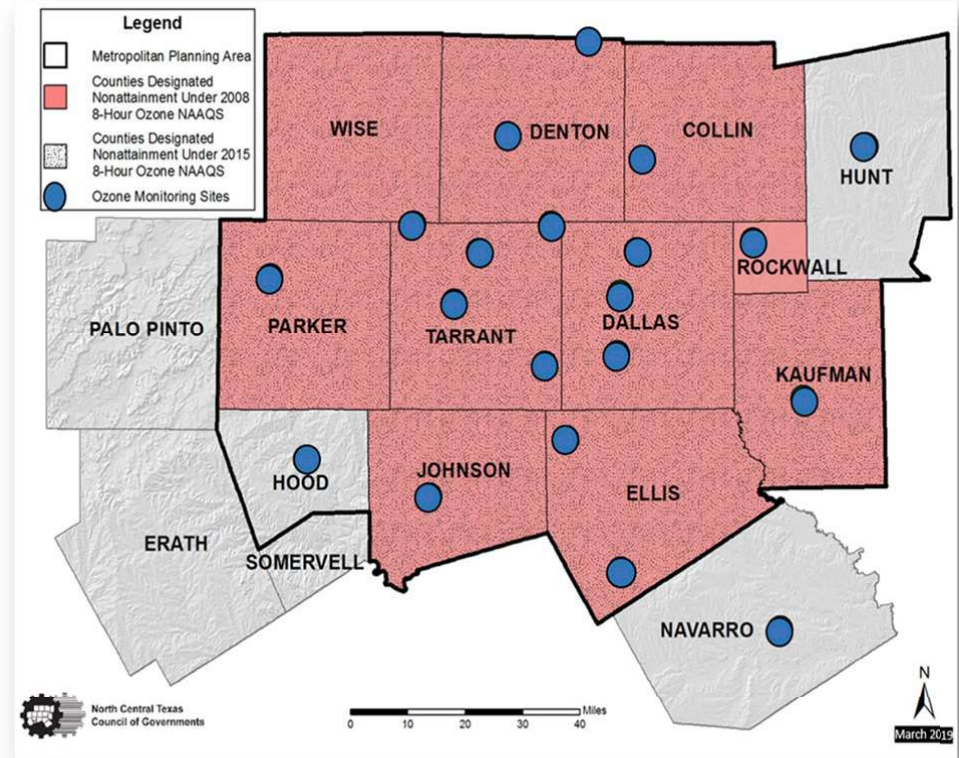 Legend
Metropolitan Planning Area
Counties Designated
Nonattainment Under 2008
8-Hour Ozone NAAQS
Counties Designated
Nonattainment Under 2015
8-Hour Ozone NAAQS
Ozone Monitoring Sites
WISE
DENTON
COLLIN
HUNT
PALO PINTO
PARKER
TARRANT
DALLAS
ROCKWALL
KAUFMAN
HOOD
JOHNSON
ELLIS
ERATH
SOMERVELL
NAVARRO
North Central Texas
Council of Governments
Miles
0 10 20 30 40
N
March 2019